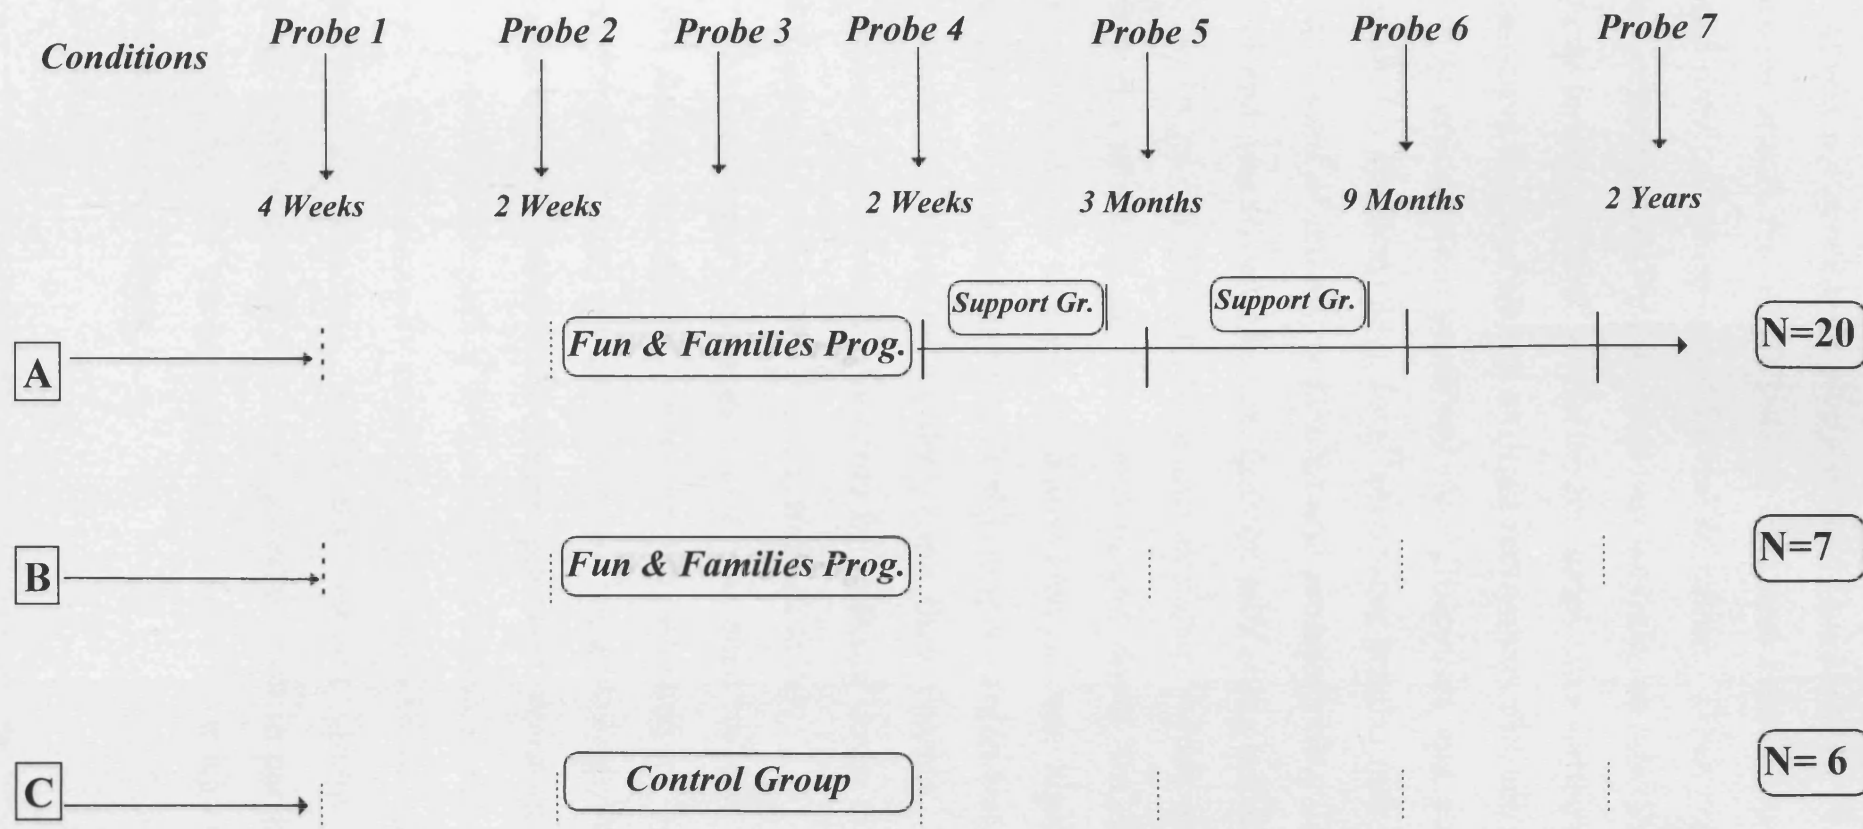 Conditions
Probe 1
Probe 2
Probe 3
Probe 4
Probe 5
Probe 6
Probe 7
4 Weeks
2 Weeks
2 Weeks
3 Months
9 Months
2 Years
A
Fun & Families Prog.
Support Gr.
Support Gr.
N=20
B
Fun & Families Prog.
N=7
C
Control Group
N= 6